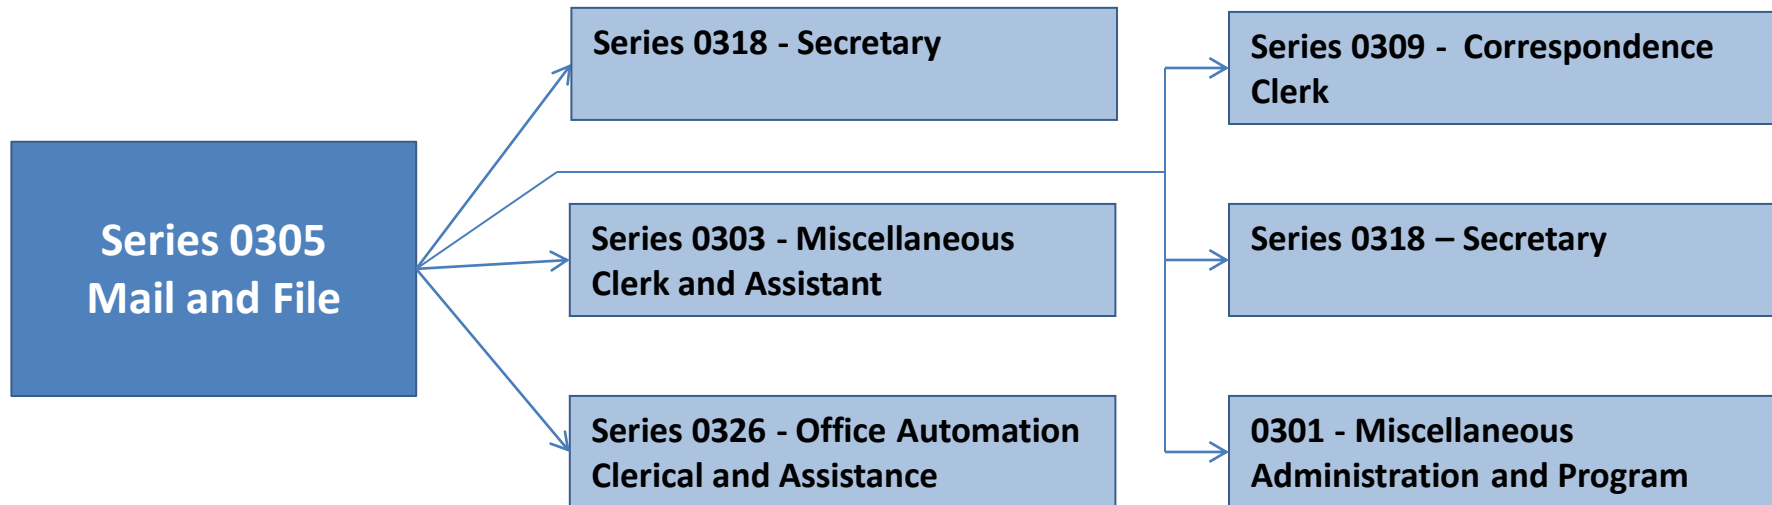 Series 0305
Mail and File
Series 0318 - Secretary
Series 0303 - Miscellaneous
Clerk and Assistant
Series 0326 - Office Automation
Clerical and Assistance
Series 0309 -  Correspondence
Clerk
Series 0318 – Secretary
0301 - Miscellaneous
Administration and Program